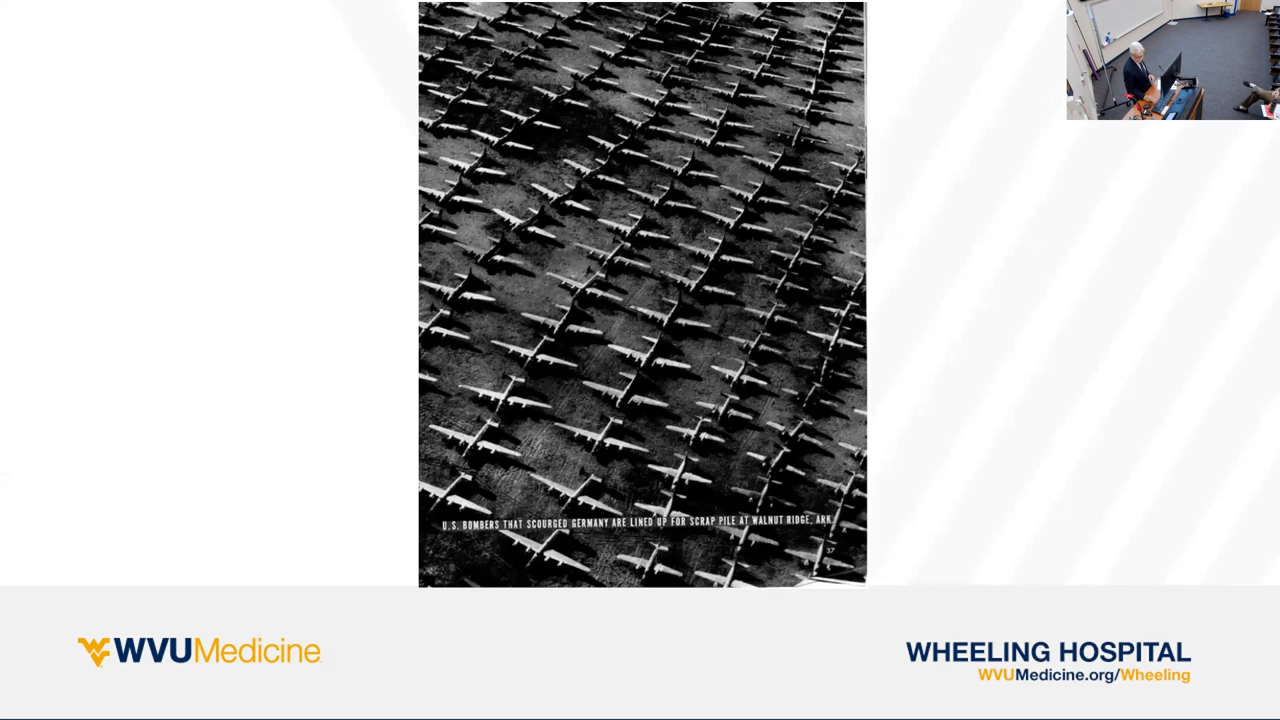 U.S. BOMBERS THAT SCOURGED GERMANY ARE LINED UP FOR SCRAP PILE AT WALNUT RIDGE, ARK.
37
WVUMedicine
WHEELING HOSPITAL
WVUMedicine.org/Wheeling